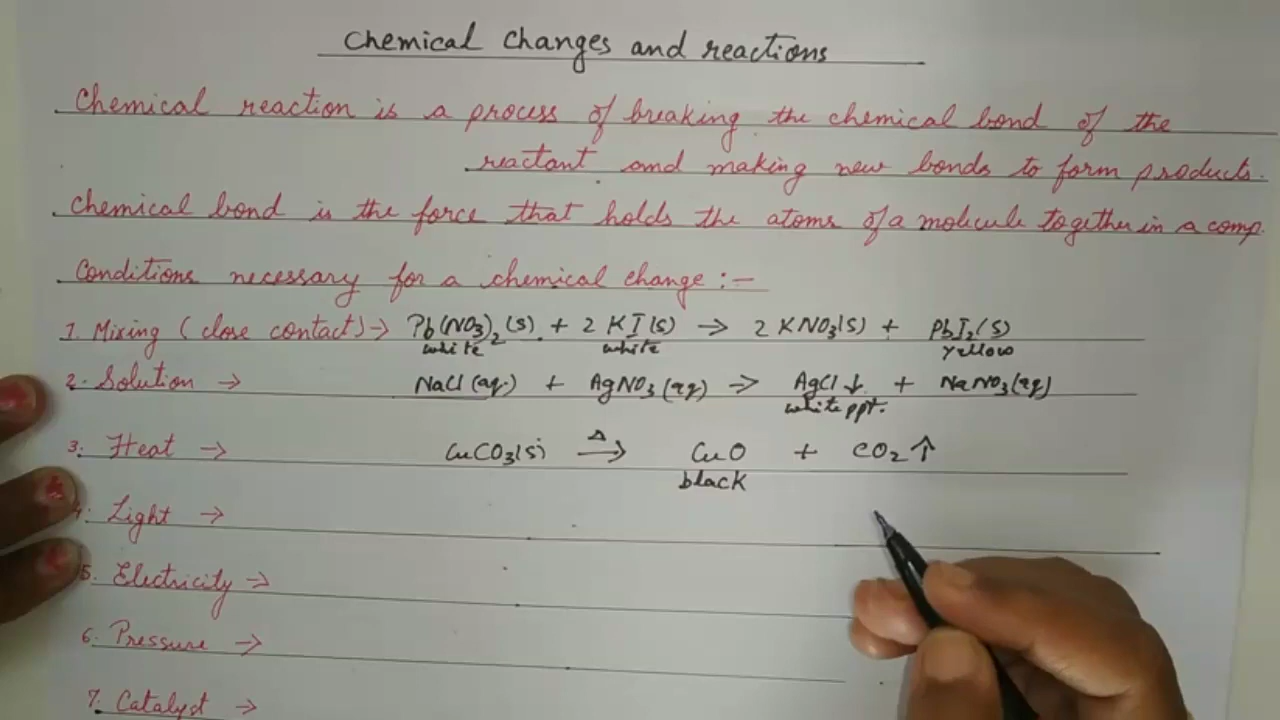 Chemical Changes and reactions
Chemical reaction is a process of breaking the chemical bond of the
reactant and making new bonds to form products.
Chemical bond is the force that holds the atoms of a molecule together in a comp.
Conditions necessary for a chemical change :-
1. Mixing (close contact) → Pb(NO3)2(s) + 2 KI(s) → 2 KNO3(s) + PbI2(s)
white white yellow
2. Solution → NaCl(aq) + AgNO3(aq) → AgCl↓ + NaNO3(aq)
white ppt.
3. Heat → CuCO3(s) Δ→ CuO + CO2↑
black
4. Light →
5. Electricity →
6. Pressure →
7. Catalyst →